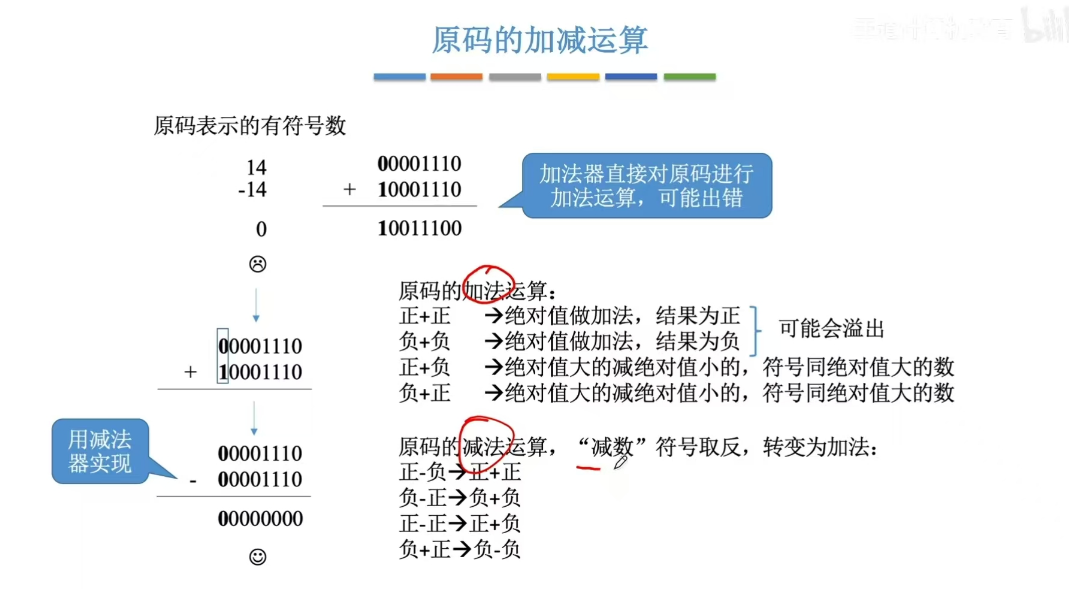 原码的加减运算
原码表示的有符号数
14
-14
0
00001110
+ 10001110
10011100
加法器直接对原码进行
加法运算，可能出错
☹
00001110
+ 10001110
用减法
器实现
00001110
- 00001110
00000000
☺
原码的加法运算：
正+正 →绝对值做加法，结果为正
负+负 →绝对值做加法，结果为负
可能会溢出
正+负 →绝对值大的减绝对值小的，符号同绝对值大的数
负+正 →绝对值大的减绝对值小的，符号同绝对值大的数
原码的减法运算，“减数”符号取反，转变为加法：
正-负→正+正
负-正→负+负
正-正→正+负
负+正→负-负
bilibili